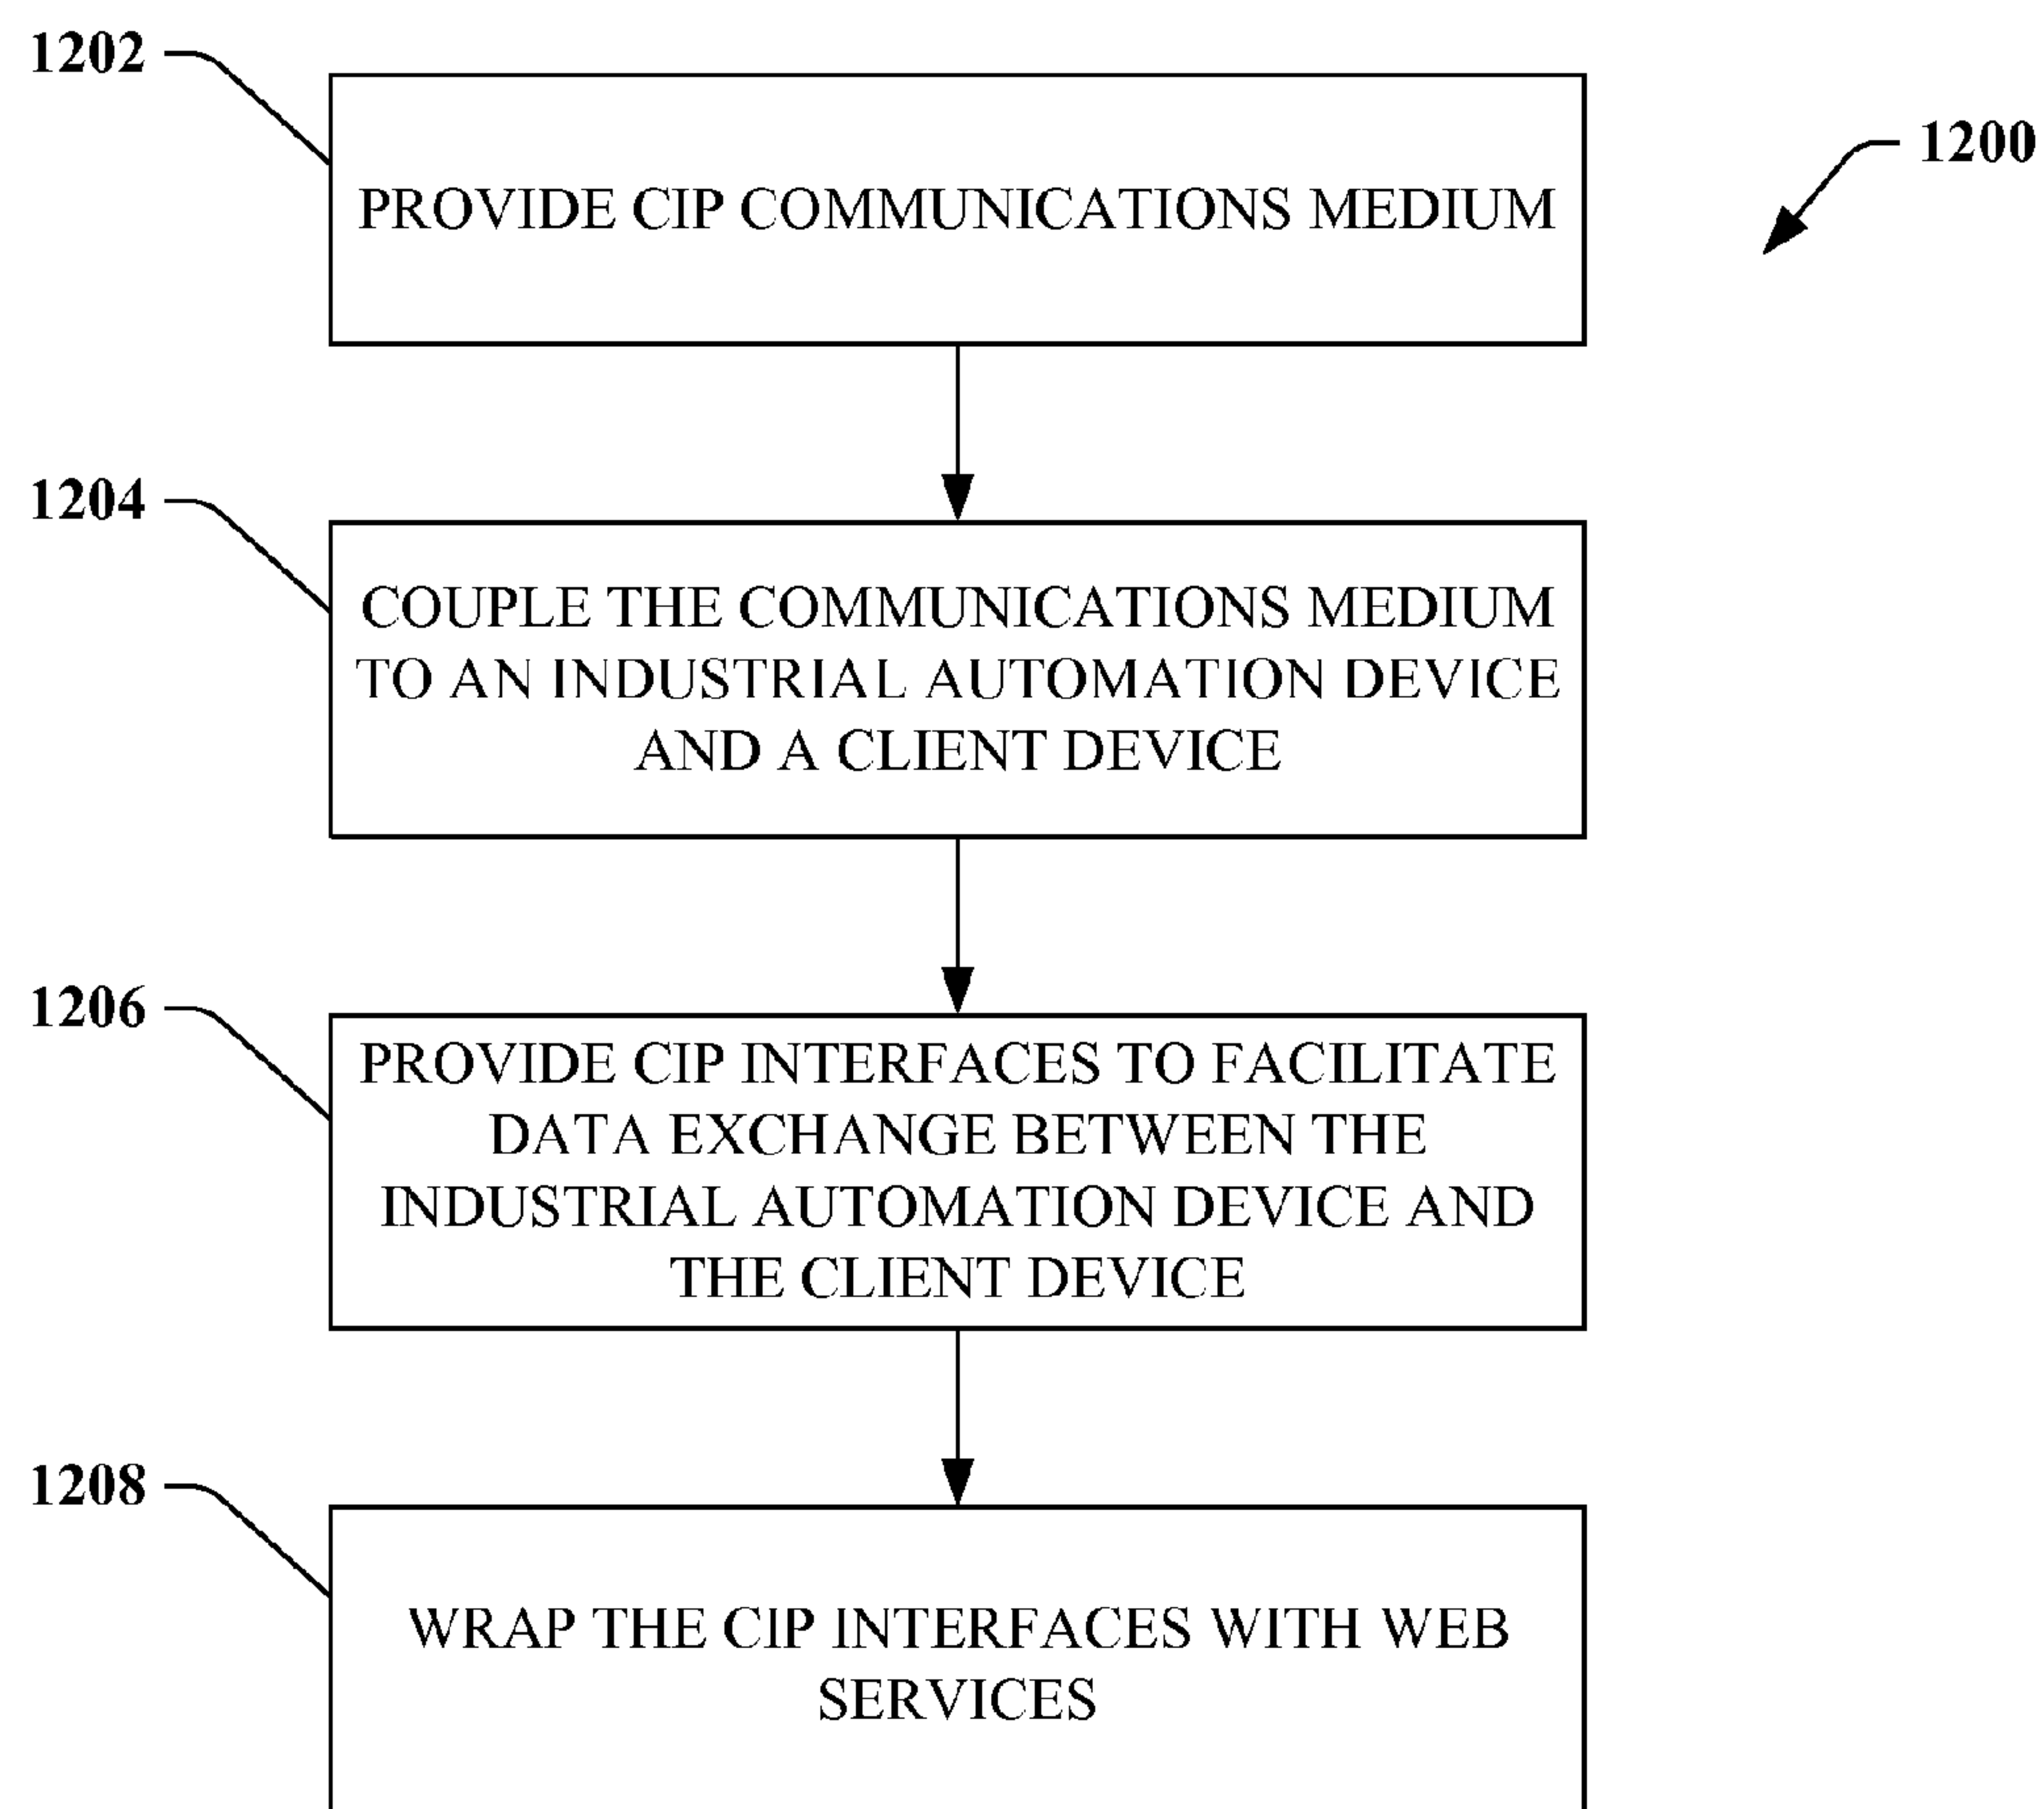 1202
1200
PROVIDE CIP COMMUNICATIONS MEDIUM
1204
COUPLE THE COMMUNICATIONS MEDIUM
TO AN INDUSTRIAL AUTOMATION DEVICE
AND A CLIENT DEVICE
1206
PROVIDE CIP INTERFACES TO FACILITATE
DATA EXCHANGE BETWEEN THE
INDUSTRIAL AUTOMATION DEVICE AND
THE CLIENT DEVICE
1208
WRAP THE CIP INTERFACES WITH WEB
SERVICES